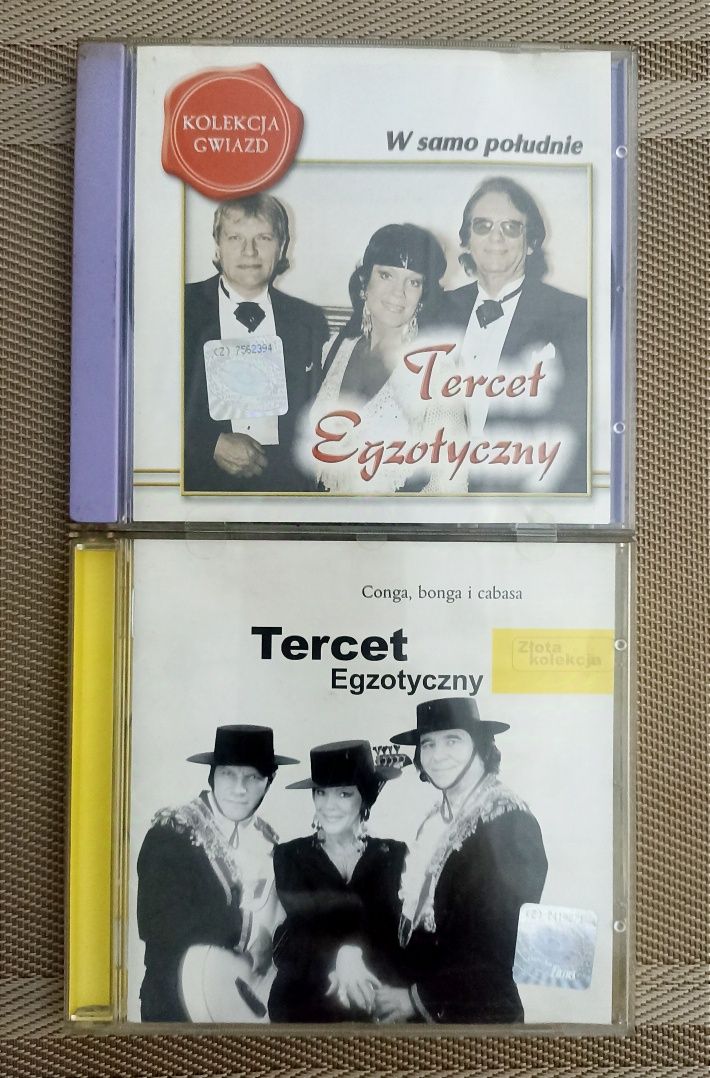 KOLEKCJA
GWIAZD
W samo południe
(Z) 7562394
Tercet
Egzotyczny
Conga, bonga i cabasa
Tercet
Egzotyczny
Złota
kolekcja